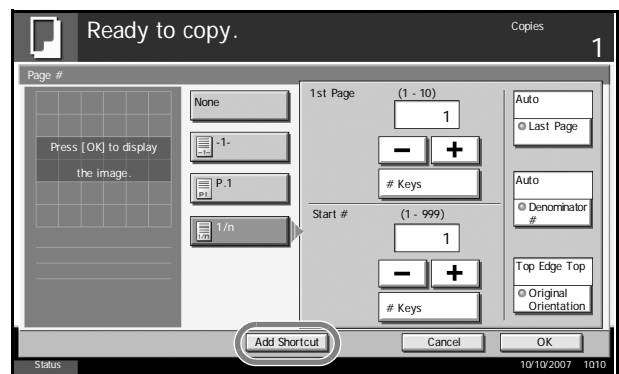 Ready to copy.
Copies
1
Page #
Press [OK] to display
the image.
None
-1-
P.1
1/n
1st Page
(1 - 10)
1
# Keys
Start #
(1 - 999)
1
# Keys
Auto
Last Page
Auto
Denominator
#
Top Edge Top
Original
Orientation
Add Shortcut
Cancel
OK
Status
10/10/2007 1010